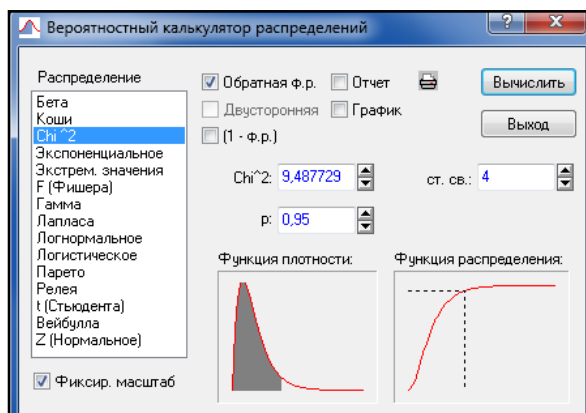 Вероятностный калькулятор распределений
Распределение
Бета
Коши
Chi ^2
Экспоненциальное
Экстрем. значения
F (Фишера)
Гамма
Лапласа
Логнормальное
Логистическое
Парето
Релея
t (Стьюдента)
Вейбулла
Z (Нормальное)
Фиксир. масштаб
Обратная ф.р. Отчет
Двусторонняя График
(1 - ф.р.)
Вычислить
Выход
Chi^2: 9,487729 ст. св.: 4
p: 0,95
Функция плотности: Функция распределения: